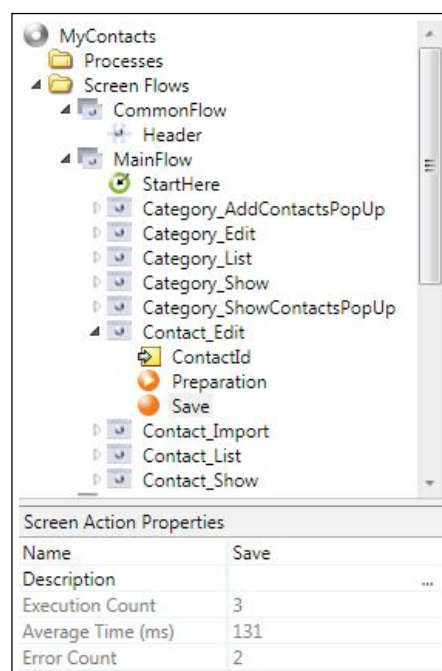 MyContacts
Processes
Screen Flows
CommonFlow
Header
MainFlow
StartHere
Category_AddContactsPopUp
Category_Edit
Category_List
Category_Show
Category_ShowContactsPopUp
Contact_Edit
ContactId
Preparation
Save
Contact_Import
Contact_List
Contact_Show
Screen Action Properties
Name Save
Description ...
Execution Count 3
Average Time (ms) 131
Error Count 2